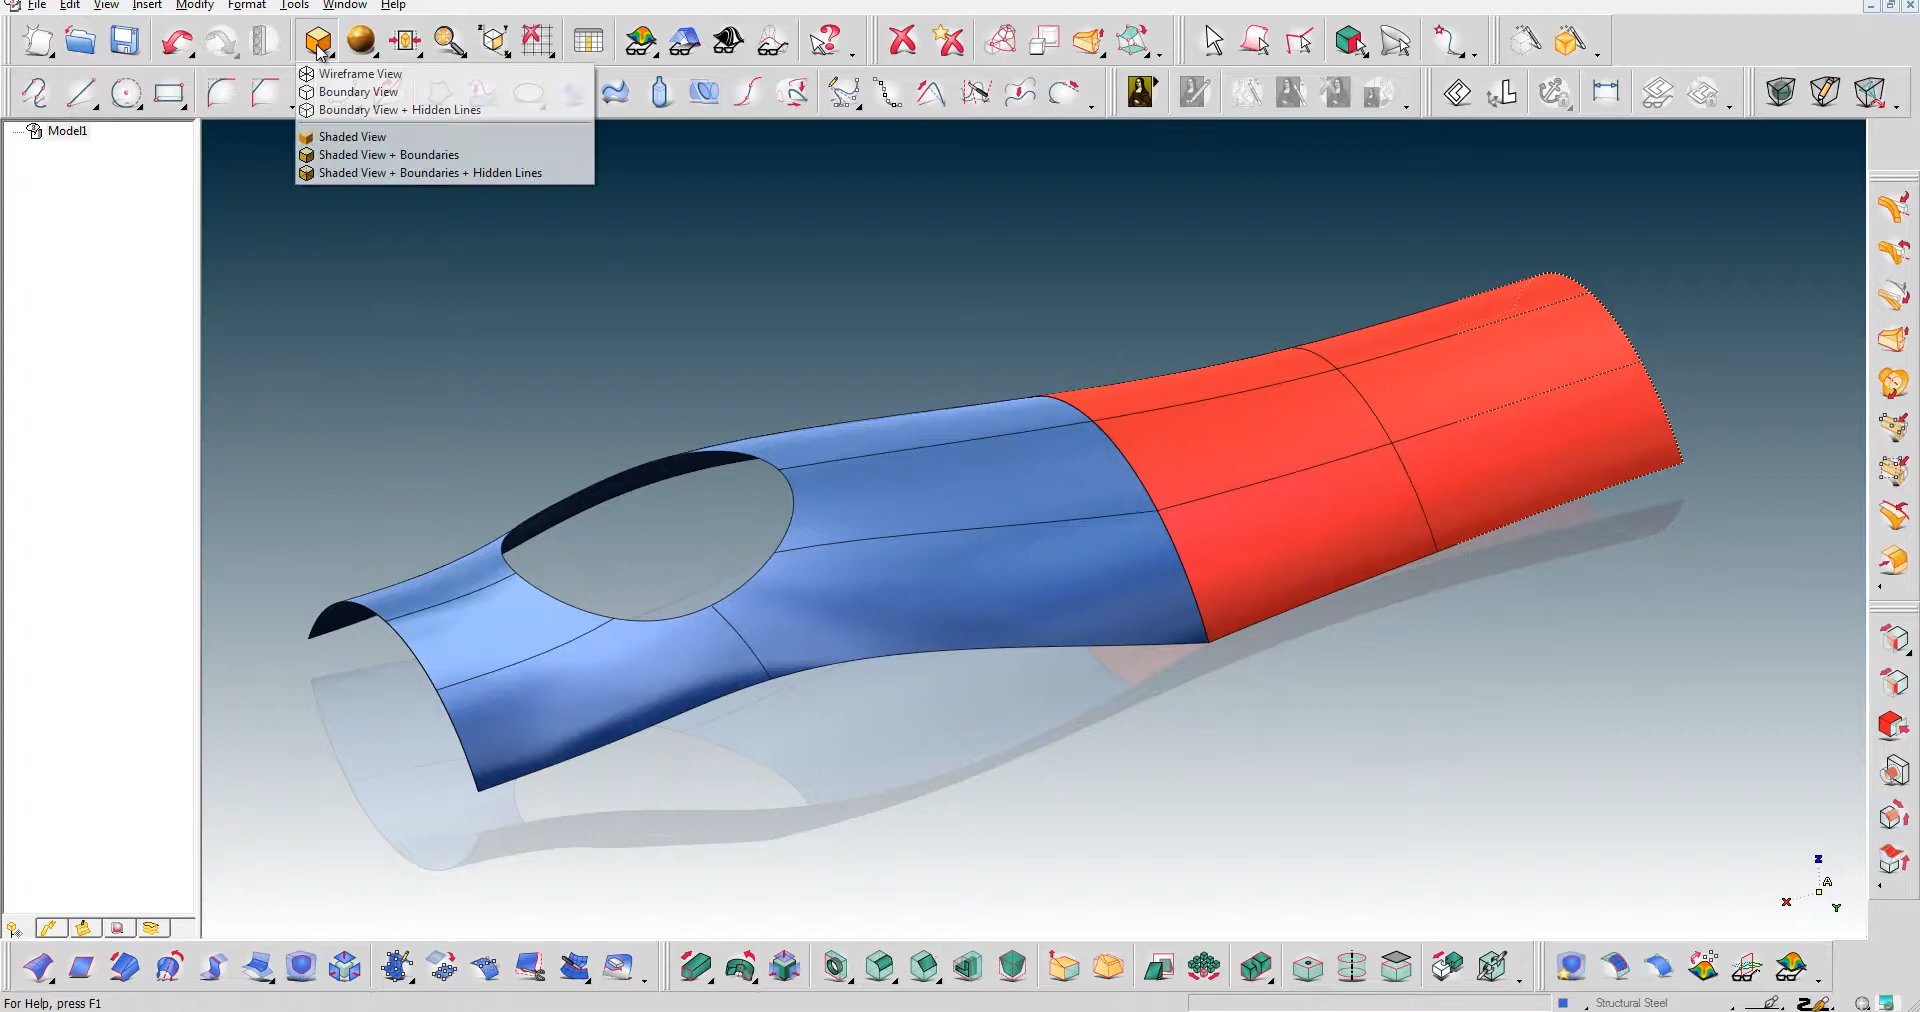 File Edit View Insert Modify Format Tools Window Help
Wireframe View
Boundary View
Boundary View + Hidden Lines
Shaded View
Shaded View + Boundaries
Shaded View + Boundaries + Hidden Lines
Model1
Z
A
X
Y
For Help, press F1
Structural Steel